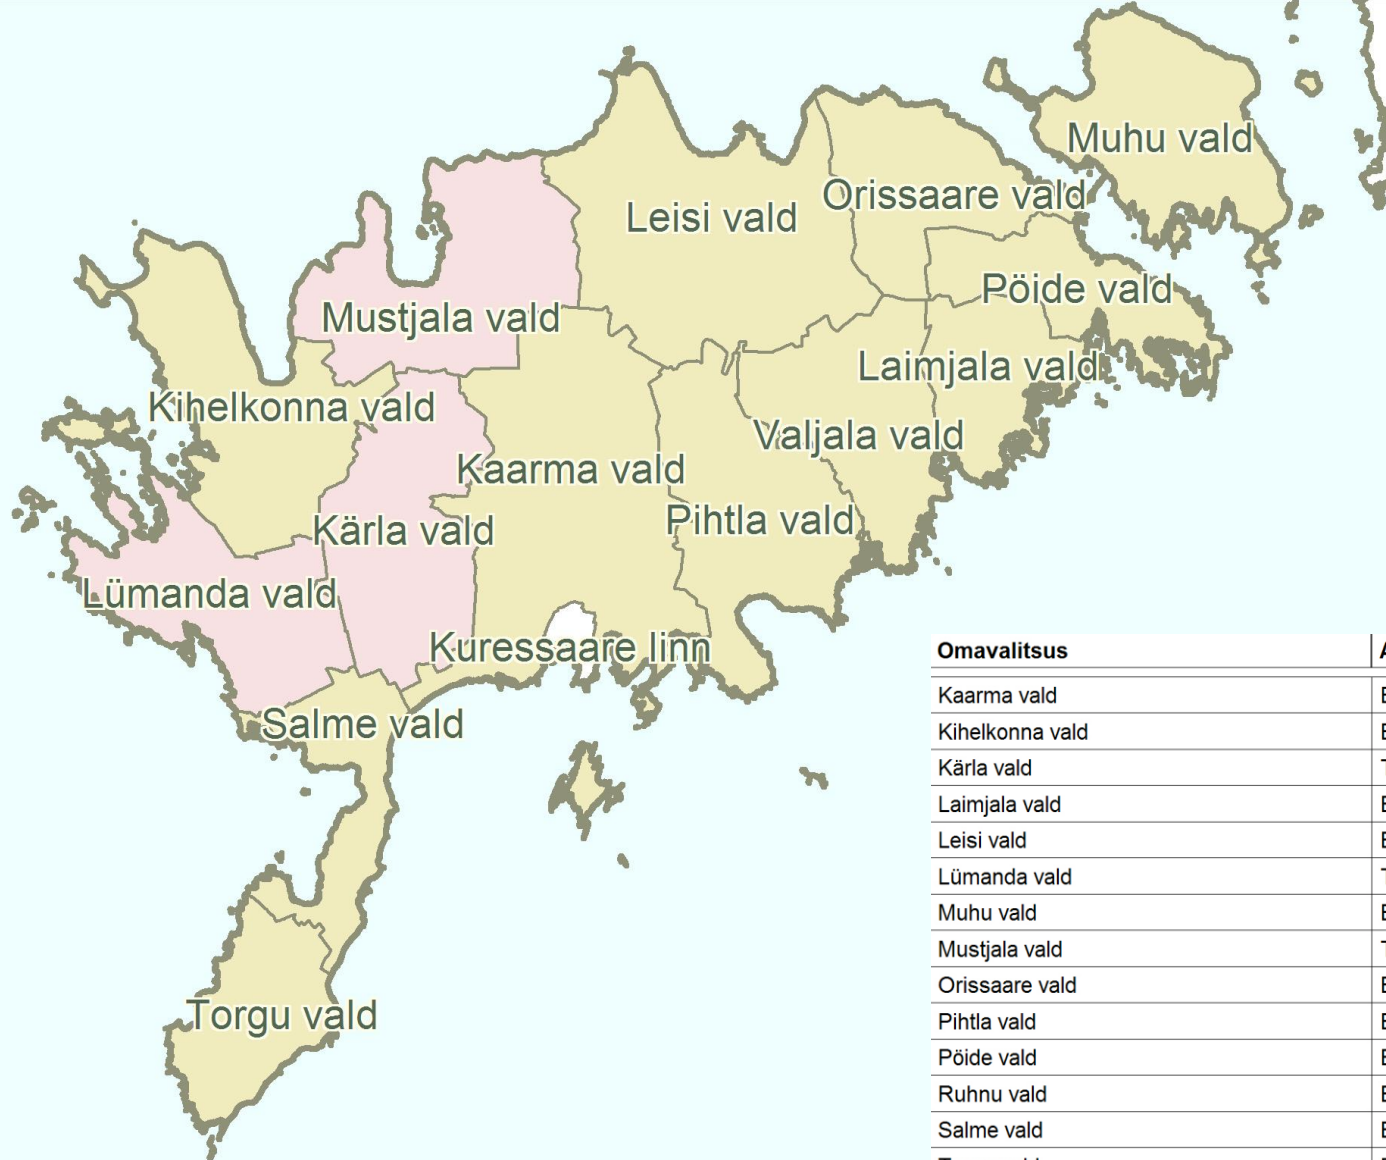 Muhu vald
Orissaare vald
Leisi vald
Pöide vald
Mustjala vald
Laimjala vald
Kihelkonna vald
Valjala vald
Kaarma vald
Pihtla vald
Kärla vald
Lümanda vald
Kuressaare linn
Salme vald
Torgu vald
Omavalitsus
Kaarma vald
Kihelkonna vald
Kärla vald
Laimjala vald
Leisi vald
Lümanda vald
Muhu vald
Mustjala vald
Orissaare vald
Pihtla vald
Pöide vald
Ruhnu vald
Salme vald